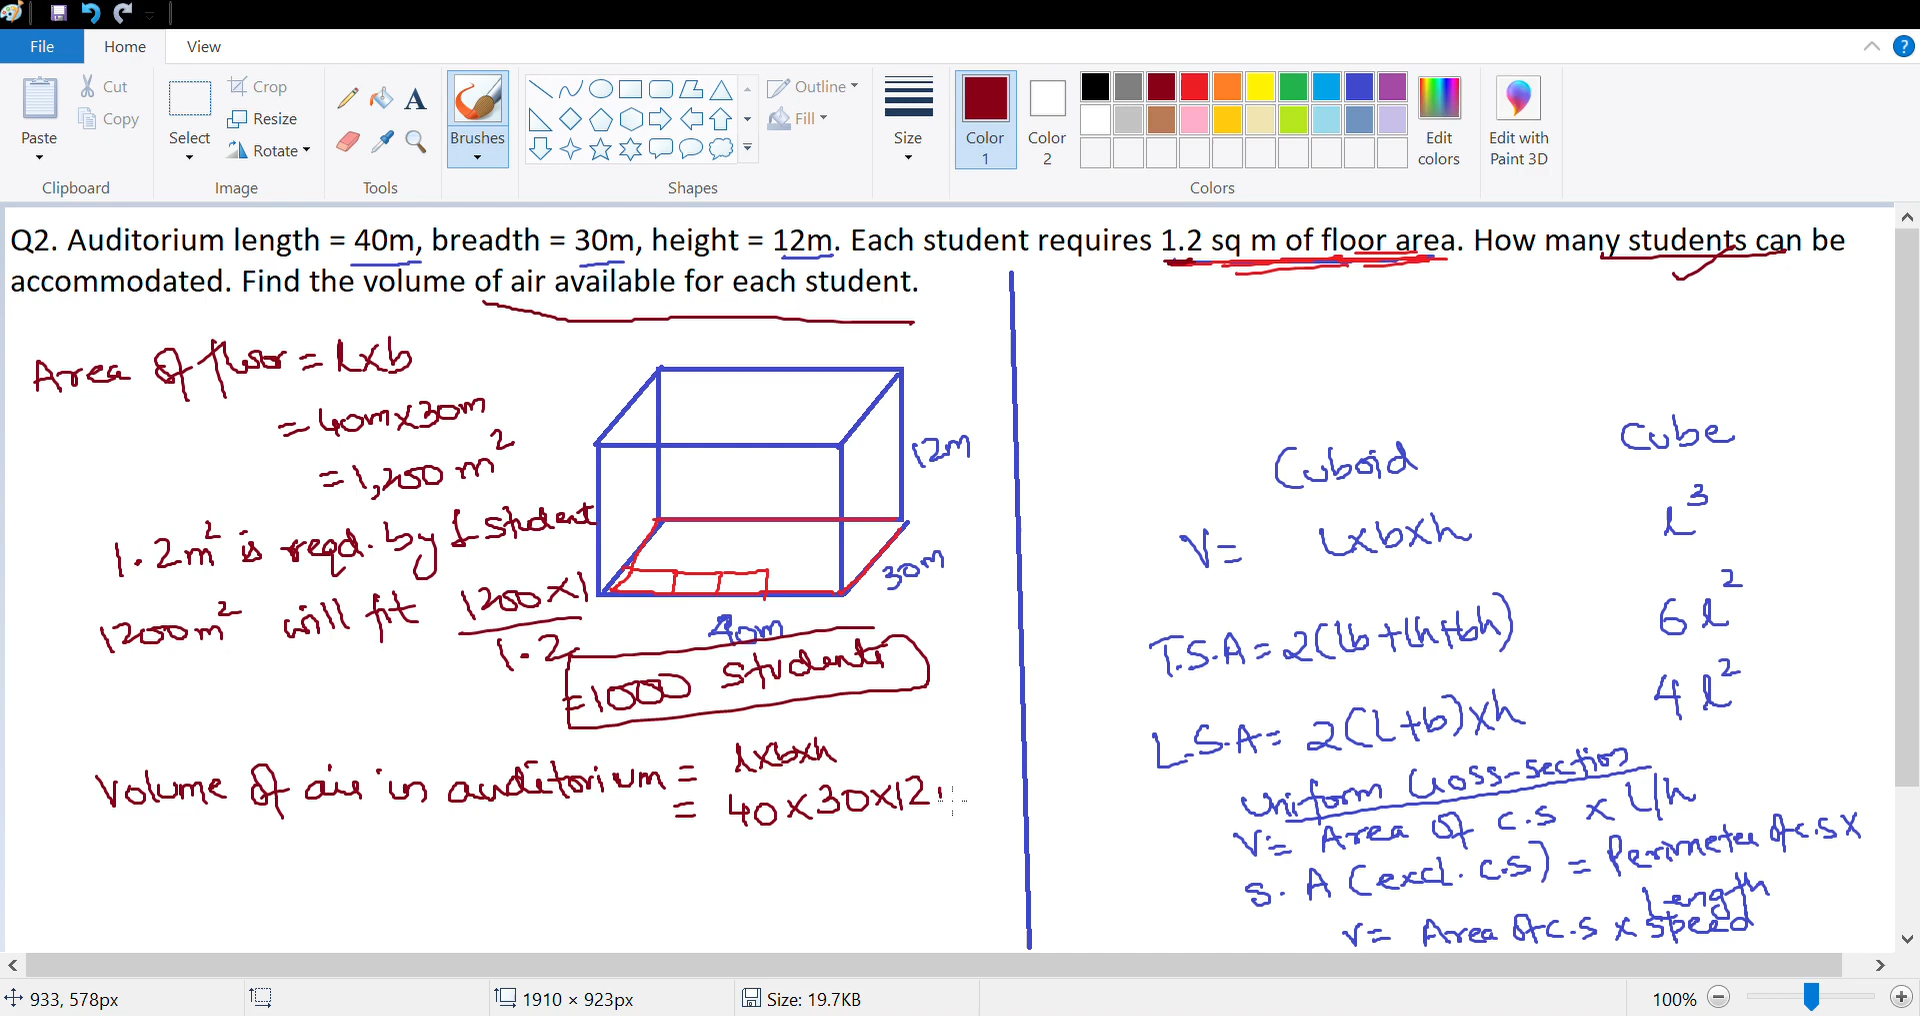 File Home View
Paste
Cut
Copy
Clipboard
Select
Crop
Resize
Rotate
Image
Tools
Brushes
Shapes
Outline
Fill
Size
Color 1
Color 2
Colors
Edit colors
Edit with Paint 3D
Q2. Auditorium length = 40m, breadth = 30m, height = 12m. Each student requires 1.2 sq m of floor area. How many students can be
accommodated. Find the volume of air available for each student.
Area of floor = l×b
= 40m×30m
= 1,200 m²
1.2m² is reqd. by 1 student
1200m² will fit 1200×1
1.2
=1000 students
12m
30m
40m
Volume of air in auditorium = l×b×h
= 40×30×12
Cuboid Cube
V= l×b×h l³
T.S.A = 2(lb+lh+bh) 6l²
L.S.A = 2(l+b)×h 4l²
Uniform Cross-section
V= Area of c.s × l/h
S.A (excl. c.s) = Perimeter of c.s ×
Length
V= Area of c.s × speed
933, 578px
1910 × 923px
Size: 19.7KB
100%